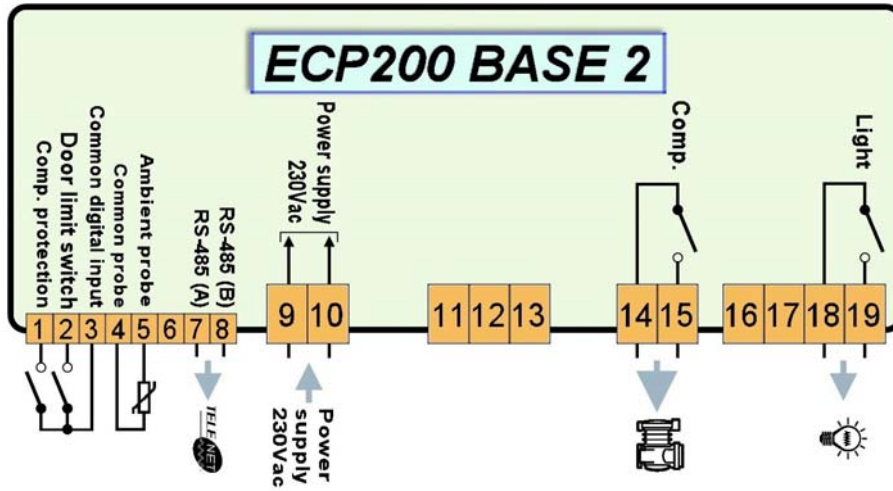 ECP200 BASE 2
Comp. protection
Door limit switch
Common digital input
Common probe
Ambient probe
RS-485 (A)
RS-485 (B)
Power supply
230Vac
Comp.
Light
1 2 3 4 5 6 7 8
9 10
11 12 13
14 15
16 17 18 19
TELENET
Power
supply
230Vac